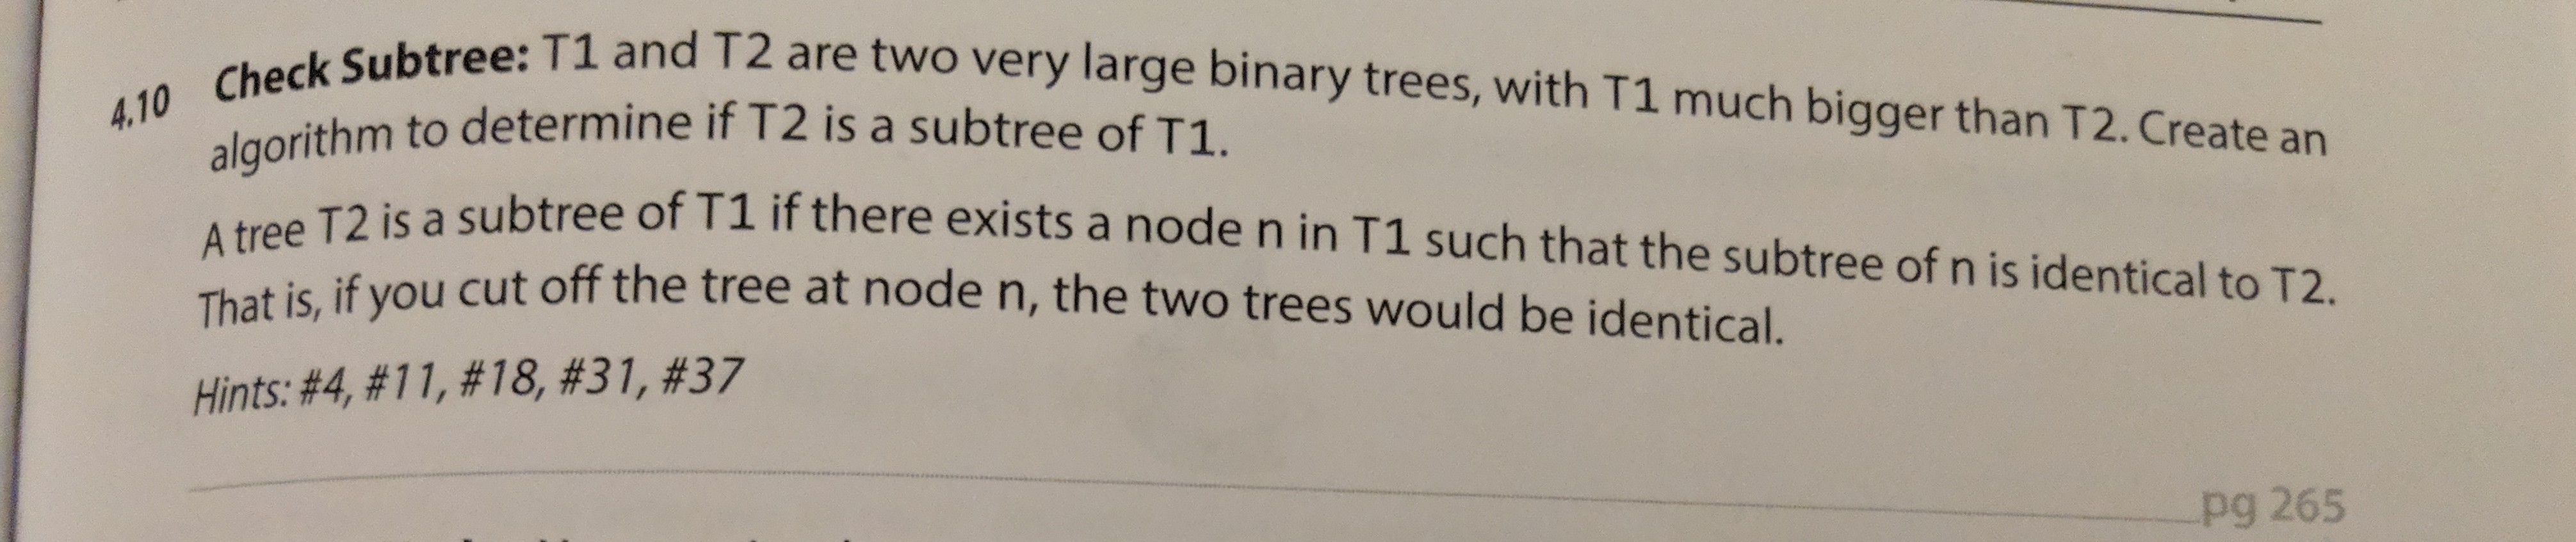 4.10 Check Subtree: T1 and T2 are two very large binary trees, with T1 much bigger than T2. Create an
algorithm to determine if T2 is a subtree of T1.
A tree T2 is a subtree of T1 if there exists a node n in T1 such that the subtree of n is identical to T2.
That is, if you cut off the tree at node n, the two trees would be identical.
Hints: #4, #11, #18, #31, #37
pg 265